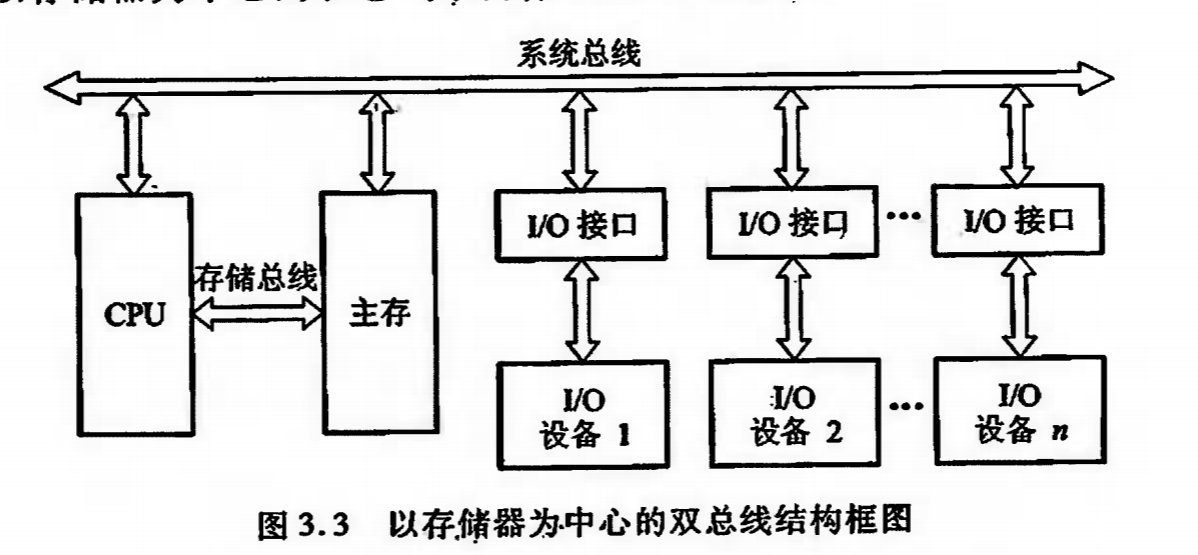 系统总线
I/O 接口
I/O 接口
...
I/O 接口
存储总线
CPU
主存
I/O
设备 1
I/O
设备 2
...
I/O
设备 n
图 3.3 以存储器为中心的双总线结构框图